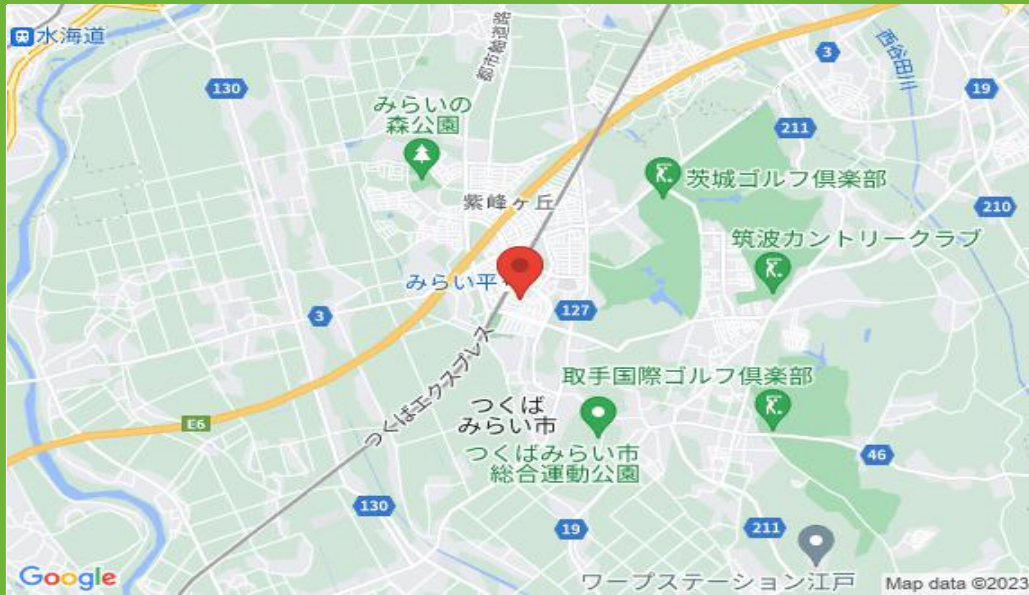 水海道
都市軸道路
3
西谷田川
130
19
みらいの
森公園
211
茨城ゴルフ倶楽部
紫峰ヶ丘
210
筑波カントリークラブ
みらい平
3
127
つくばエクスプレス
取手国際ゴルフ倶楽部
つくば
みらい市
E6
つくばみらい市
総合運動公園
46
130
19
211
Google
ワープステーション江戸
Map data ©2023